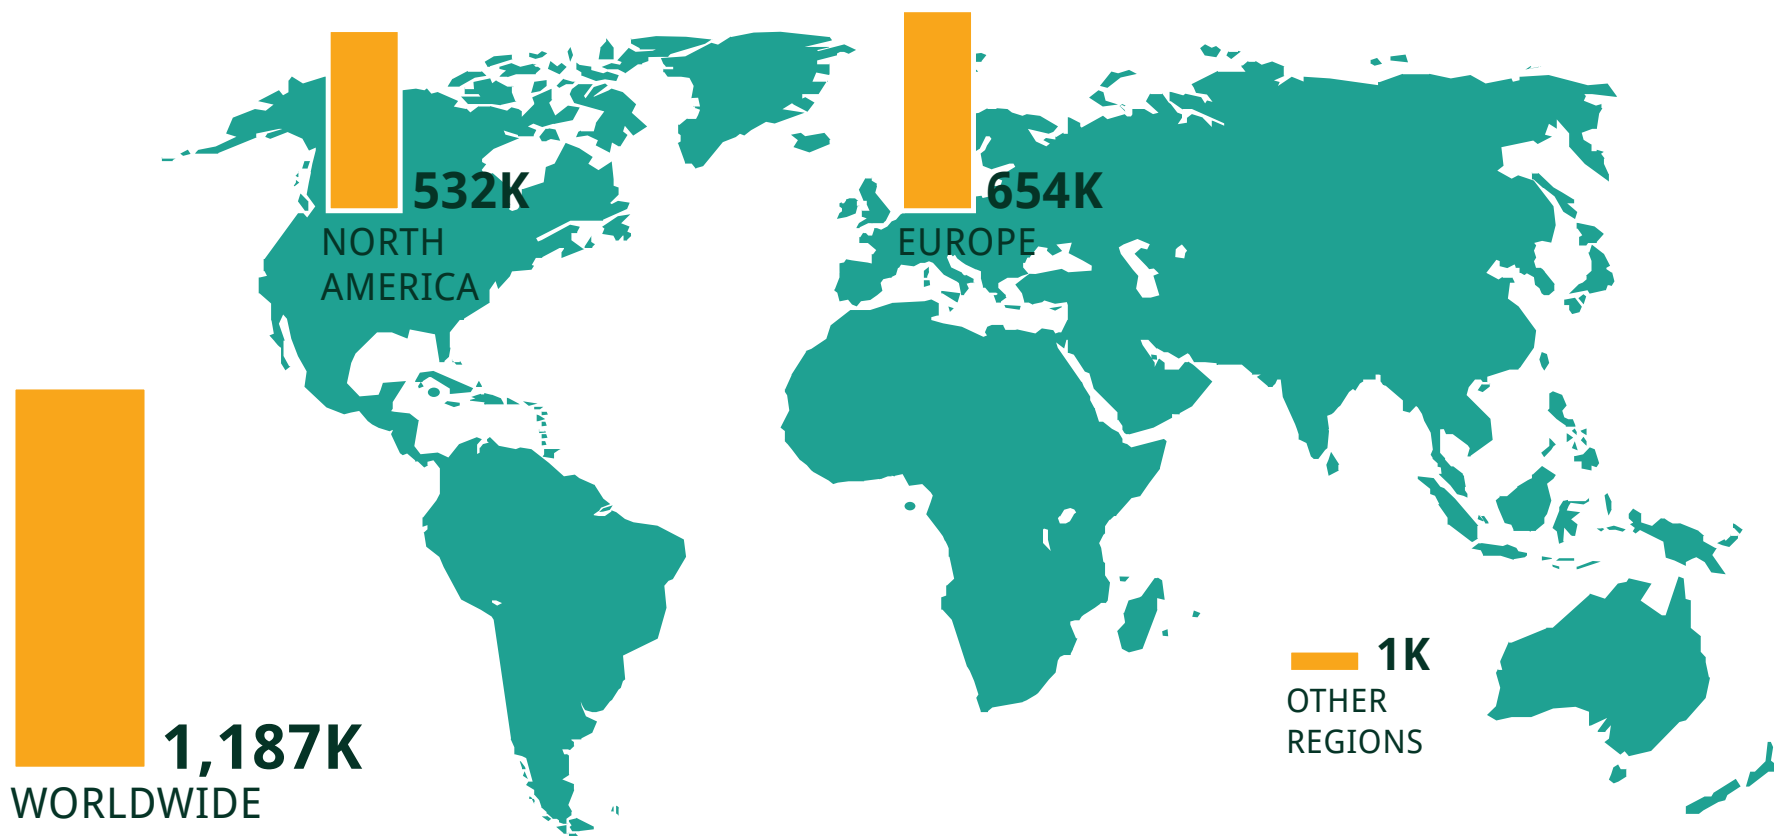 532K
NORTH
AMERICA
654K
EUROPE
1,187K
WORLDWIDE
1K
OTHER
REGIONS